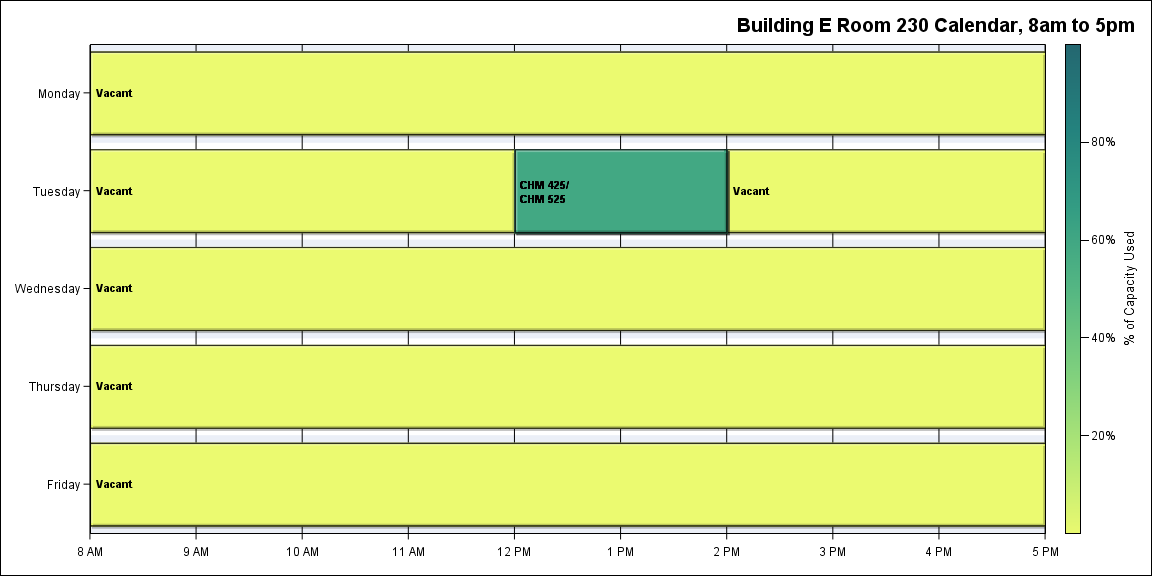 Building E Room 230 Calendar, 8am to 5pm
Monday
Vacant
80%
Tuesday
Vacant
CHM 425/
CHM 525
Vacant
60%
% of Capacity Used
Wednesday
Vacant
40%
Thursday
Vacant
20%
Friday
Vacant
8 AM
9 AM
10 AM
11 AM
12 PM
1 PM
2 PM
3 PM
4 PM
5 PM